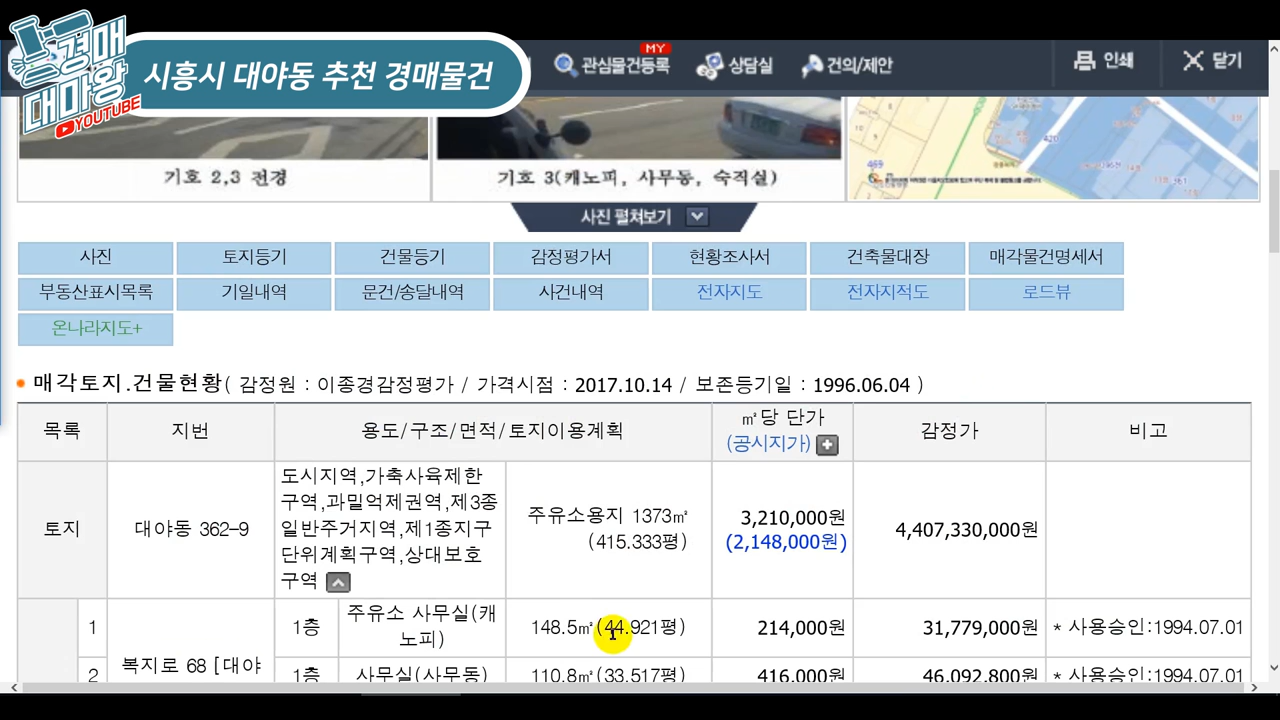 경매
대마왕
YOUTUBE
시흥시 대야동 추천 경매물건
MY
관심물건등록
상담실
건의/제안
인쇄
닫기
기호 2,3 전경
기호 3(캐노피, 사무동, 숙직실)
420
469
사진 펼쳐보기
사진
토지등기
건물등기
감정평가서
현황조사서
건축물대장
매각물건명세서
부동산표시목록
기일내역
문건/송달내역
사건내역
전자지도
전자지적도
로드뷰
온나라지도+
매각토지.건물현황( 감정원 : 이종경감정평가 / 가격시점 : 2017.10.14 / 보존등기일 : 1996.06.04 )
목록
지번
용도/구조/면적/토지이용계획
㎡당 단가
(공시지가)
감정가
비고
토지
대야동 362-9
도시지역,가축사육제한
구역,과밀억제권역,제3종
일반주거지역,제1종지구
단위계획구역,상대보호
구역
주유소용지 1373㎡
(415.333평)
3,210,000원
(2,148,000원)
4,407,330,000원
1
복지로 68 [대야
1층
주유소 사무실(캐
노피)
148.5㎡(44.921평)
214,000원
31,779,000원
* 사용승인:1994.07.01
2
1층
사무실(사무동)
110.8㎡(33.517평)
416,000원
46,092,800원
* 사용승인:1994.07.01